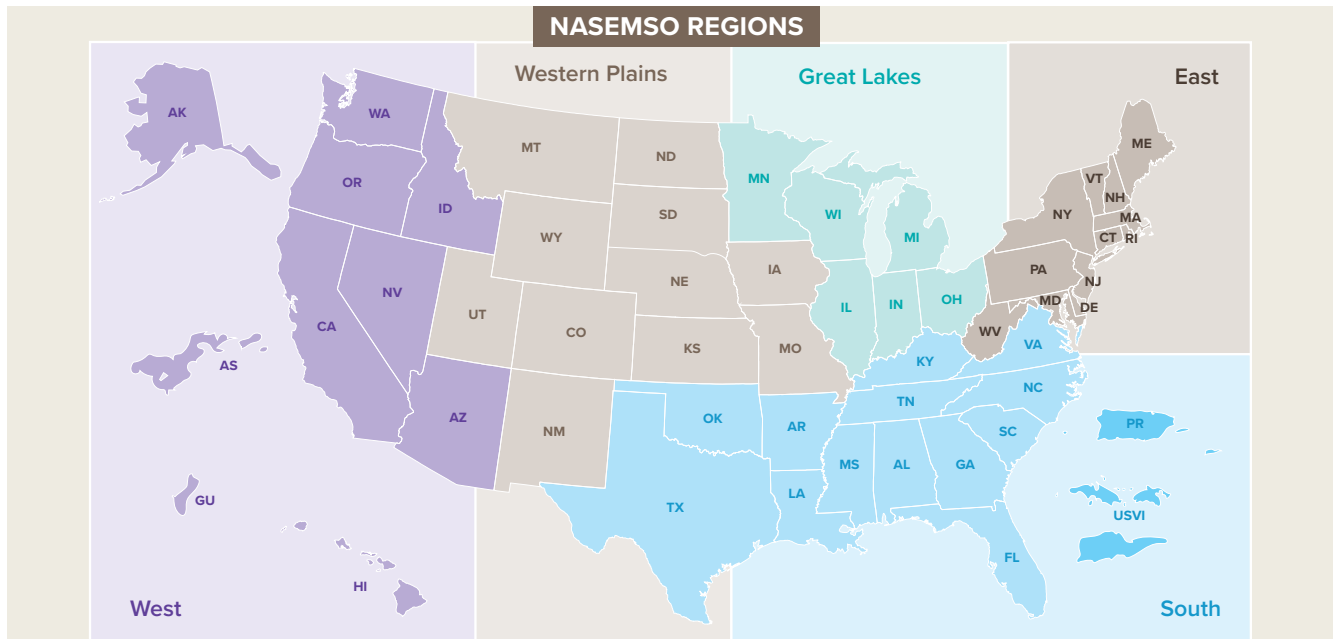 NASEMSO REGIONS
Western Plains
Great Lakes
East
AK
WA
MT
ND
MN
ME
OR
ID
SD
WI
MI
VT
NH
NY
MA
CT
RI
WY
IA
PA
NJ
NV
UT
NE
IL
IN
OH
MD
DE
CA
CO
KS
MO
WV
VA
KY
AS
AZ
NM
OK
AR
TN
NC
SC
PR
GU
TX
LA
MS
AL
GA
USVI
FL
HI
West
South